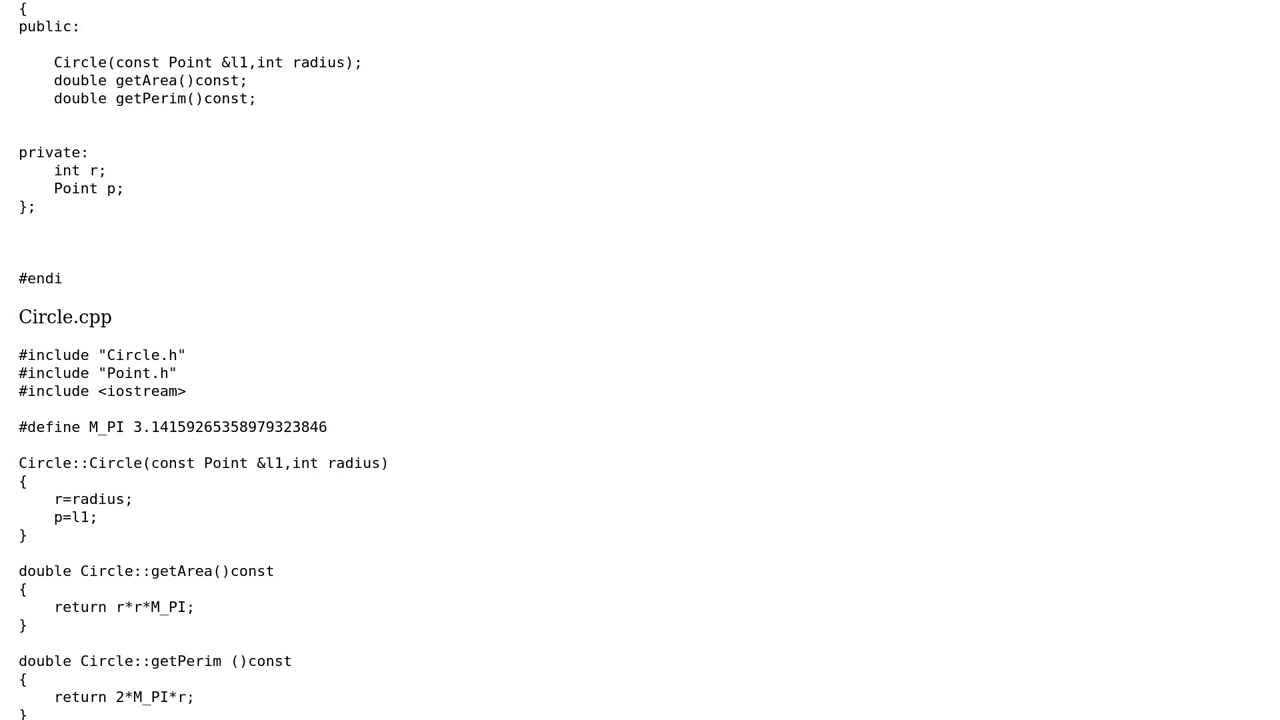 {
public:
    Circle(const Point &l1,int radius);
    double getArea()const;
    double getPerim()const;
private:
    int r;
    Point p;
};
#endi
Circle.cpp
#include "Circle.h"
#include "Point.h"
#include <iostream>
#define M_PI 3.14159265358979323846
Circle::Circle(const Point &l1,int radius)
{
    r=radius;
    p=l1;
}
double Circle::getArea()const
{
    return r*r*M_PI;
}
double Circle::getPerim ()const
{
    return 2*M_PI*r;
}